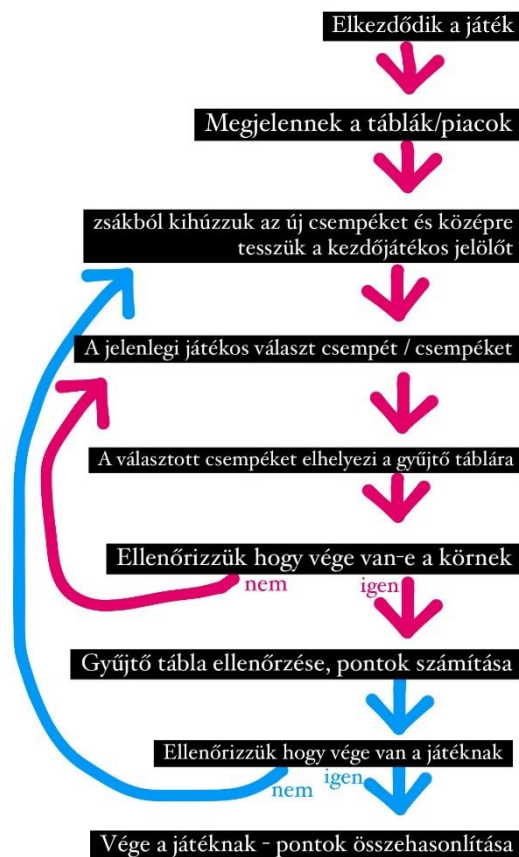 Elkezdődik a játék
Megjelennek a táblák/piacok
zsákból kihúzzuk az új csempéket és középre
tesszük a kezdőjátékos jelölőt
A jelenlegi játékos választ csempét / csempéket
A választott csempéket elhelyezi a gyűjtő táblára
Ellenőrizzük hogy vége van-e a körnek
nem igen
Gyűjtő tábla ellenőrzése, pontok számítása
Ellenőrizzük hogy vége van a játéknak
nem igen
Vége a játéknak - pontok összehasonlítása